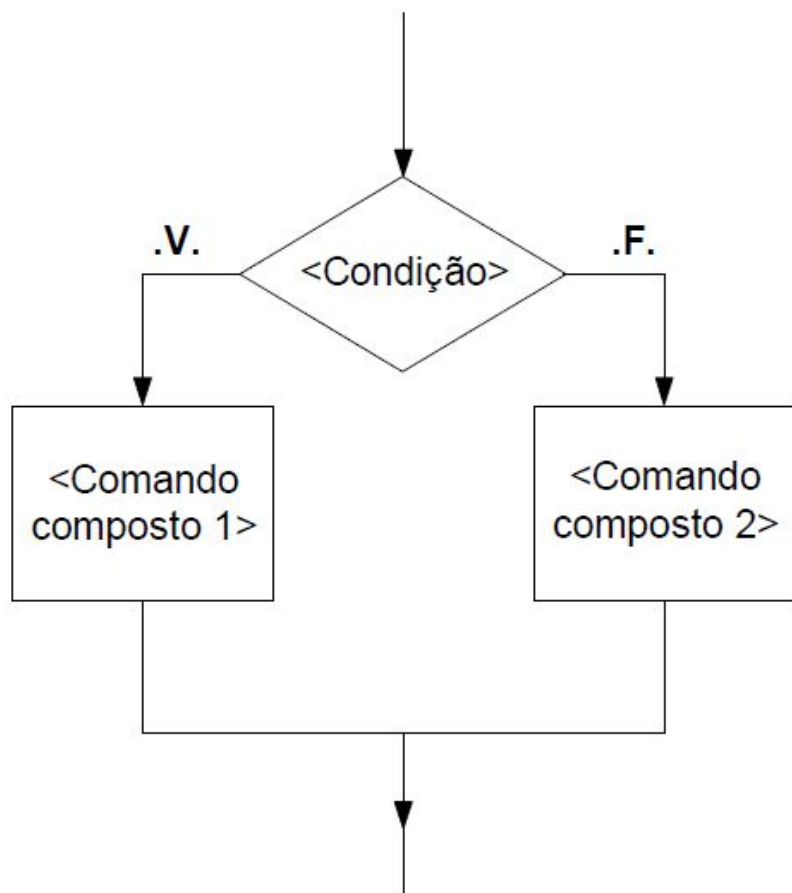 .V.
<Condição>
.F.
<Comando
composto 1>
<Comando
composto 2>